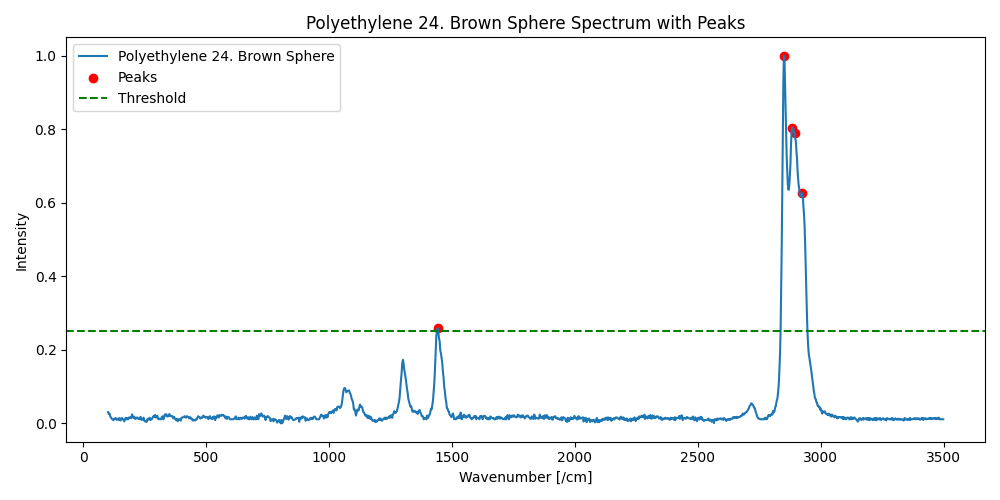 Polyethylene 24. Brown Sphere Spectrum with Peaks
Polyethylene 24. Brown Sphere
Peaks
Threshold
Intensity
1.0
0.8
0.6
0.4
0.2
0.0
0 500 1000 1500 2000 2500 3000 3500
Wavenumber [/cm]